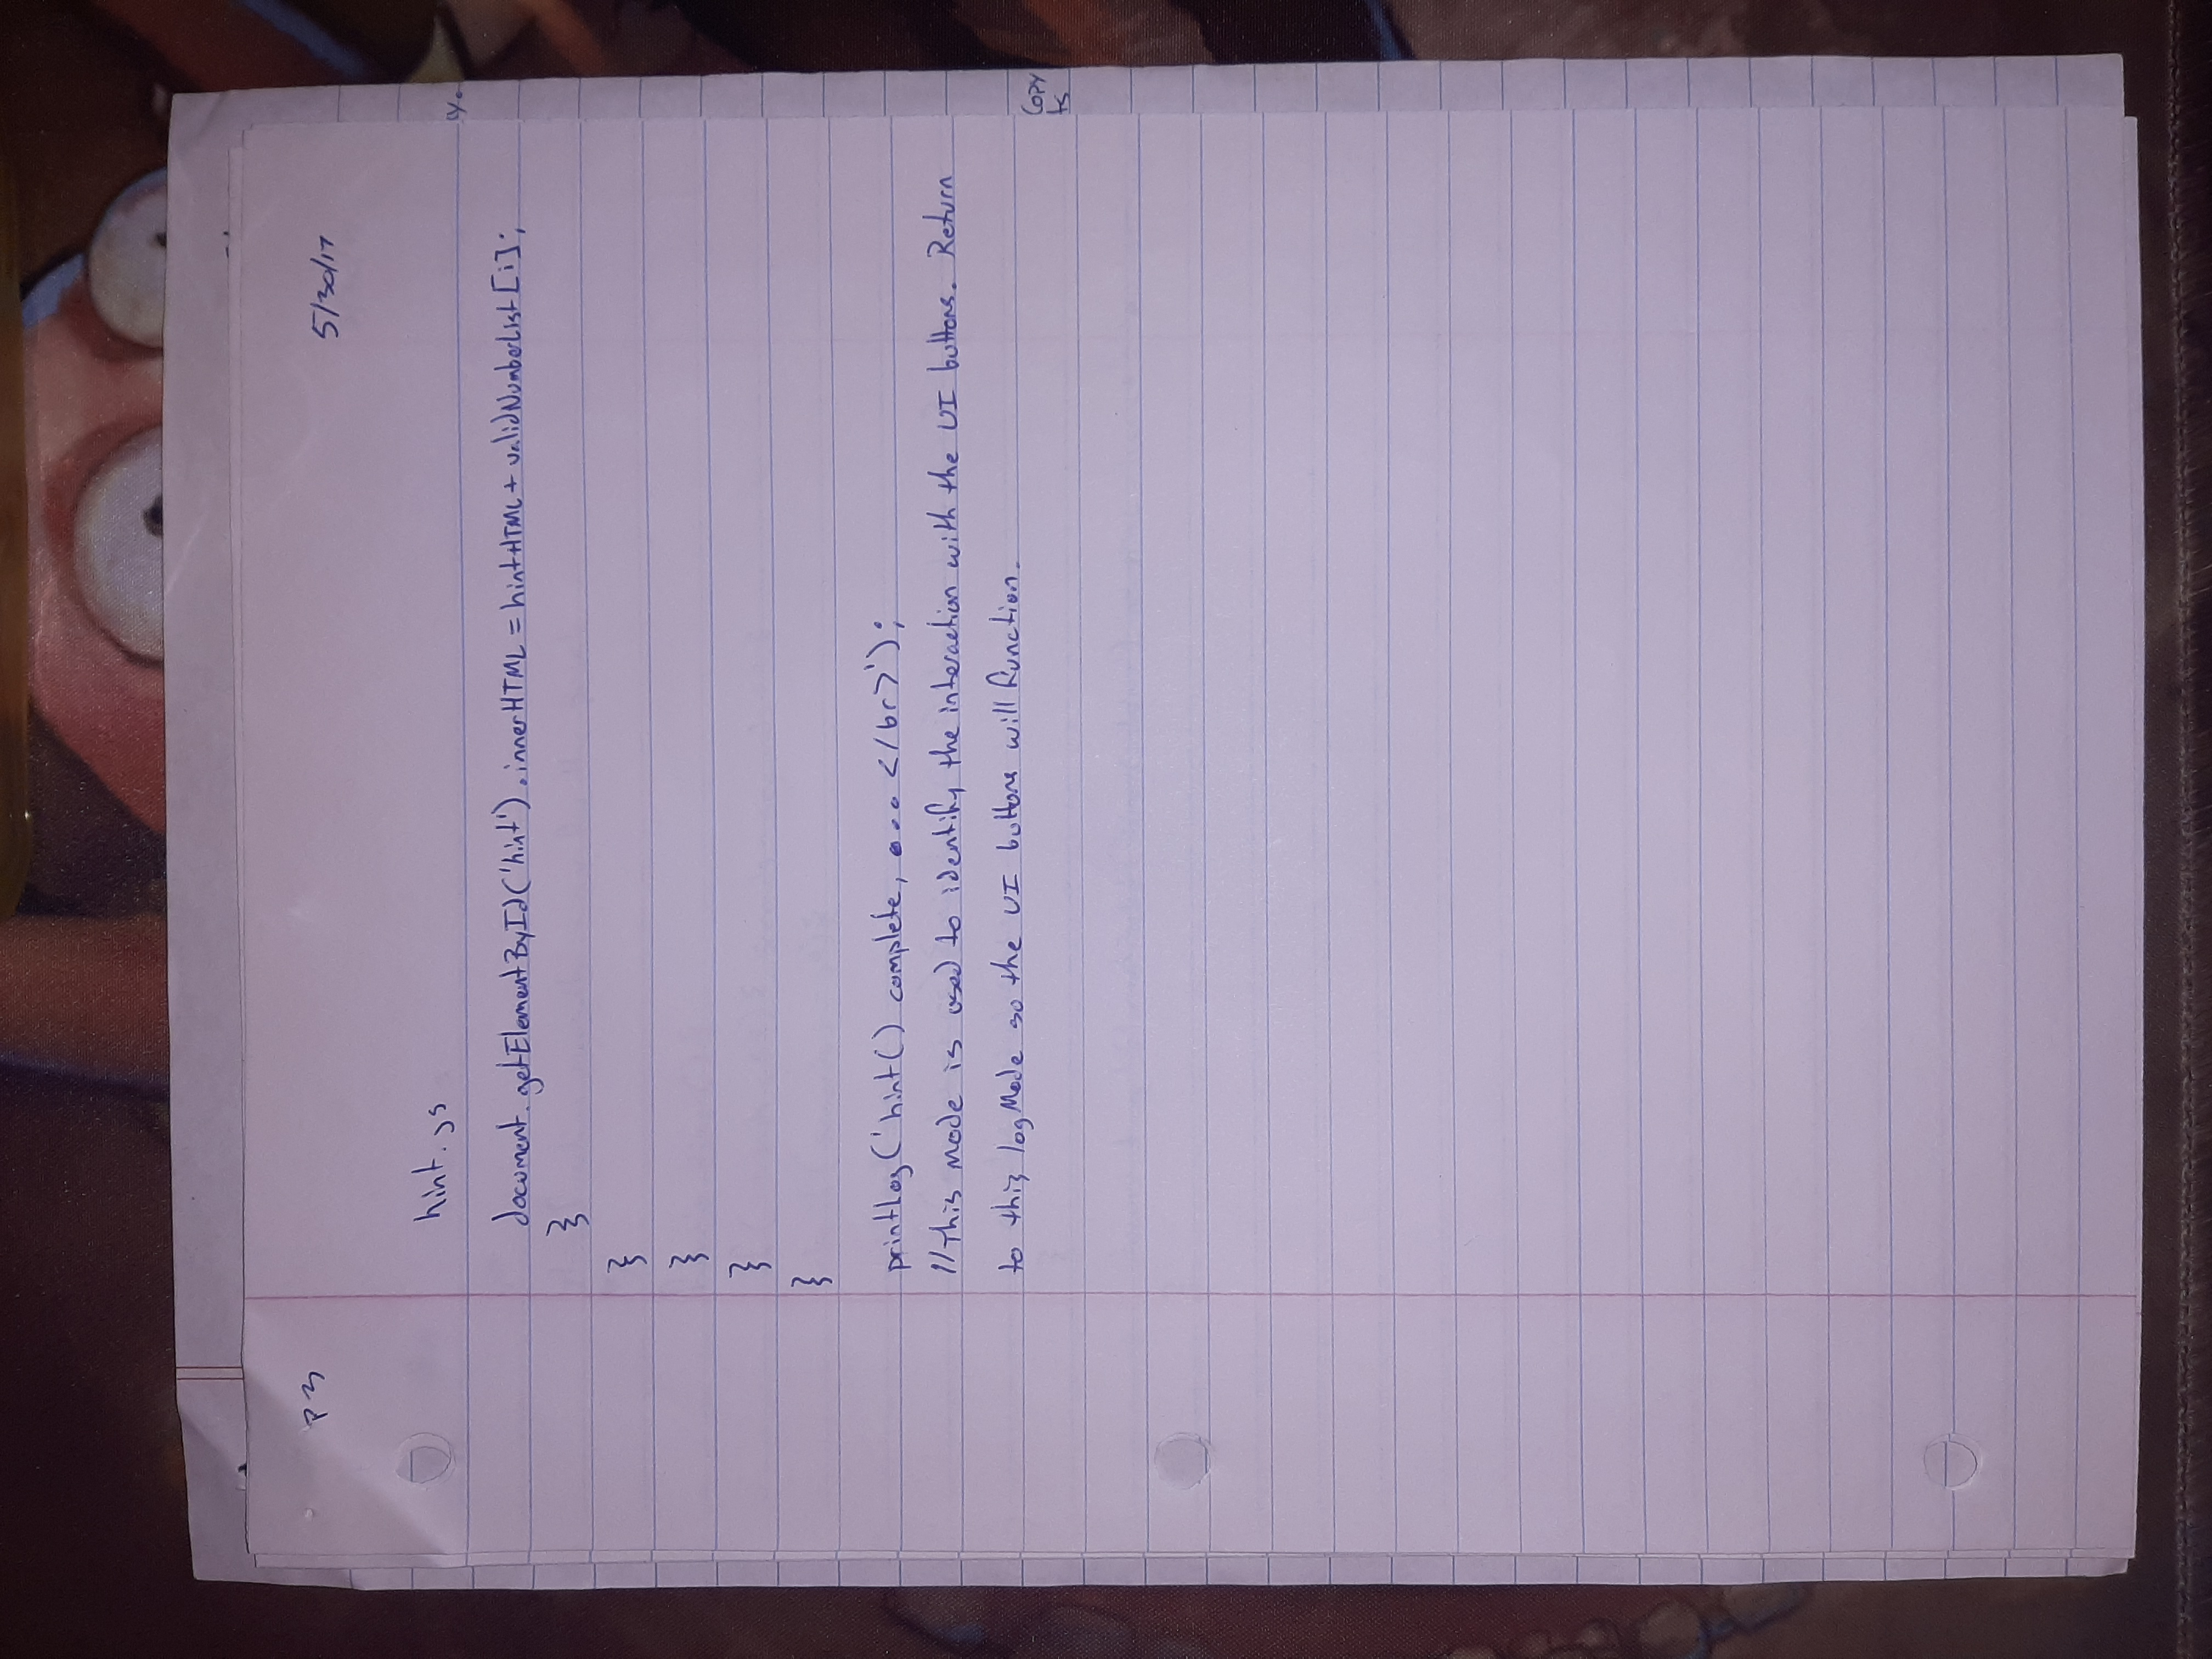 P3
5/30/17
hint.js
document.getElementById('hint').innerHTML = hintHTML + validNumberList[i];
}
}
}
}
}
printLog('hint() complete, ... </br>');
//This mode is used to identify the interaction with the UI buttons. Return
to this logMode so the UI buttons will function.
y.
Copy
ts